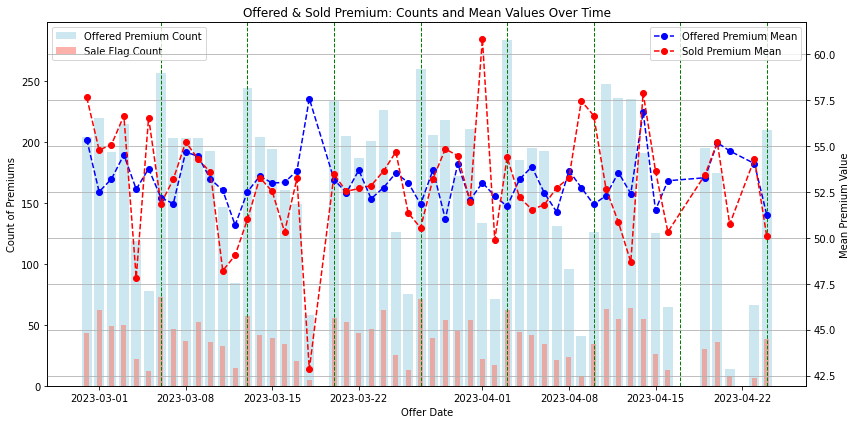 Offered & Sold Premium: Counts and Mean Values Over Time
Offered Premium Count
Sale Flag Count
Offered Premium Mean
Sold Premium Mean
Count of Premiums
250
200
150
100
50
0
60.0
57.5
55.0
52.5
50.0
47.5
45.0
42.5
Mean Premium Value
2023-03-01 2023-03-08 2023-03-15 2023-03-22 2023-04-01 2023-04-08 2023-04-15 2023-04-22
Offer Date